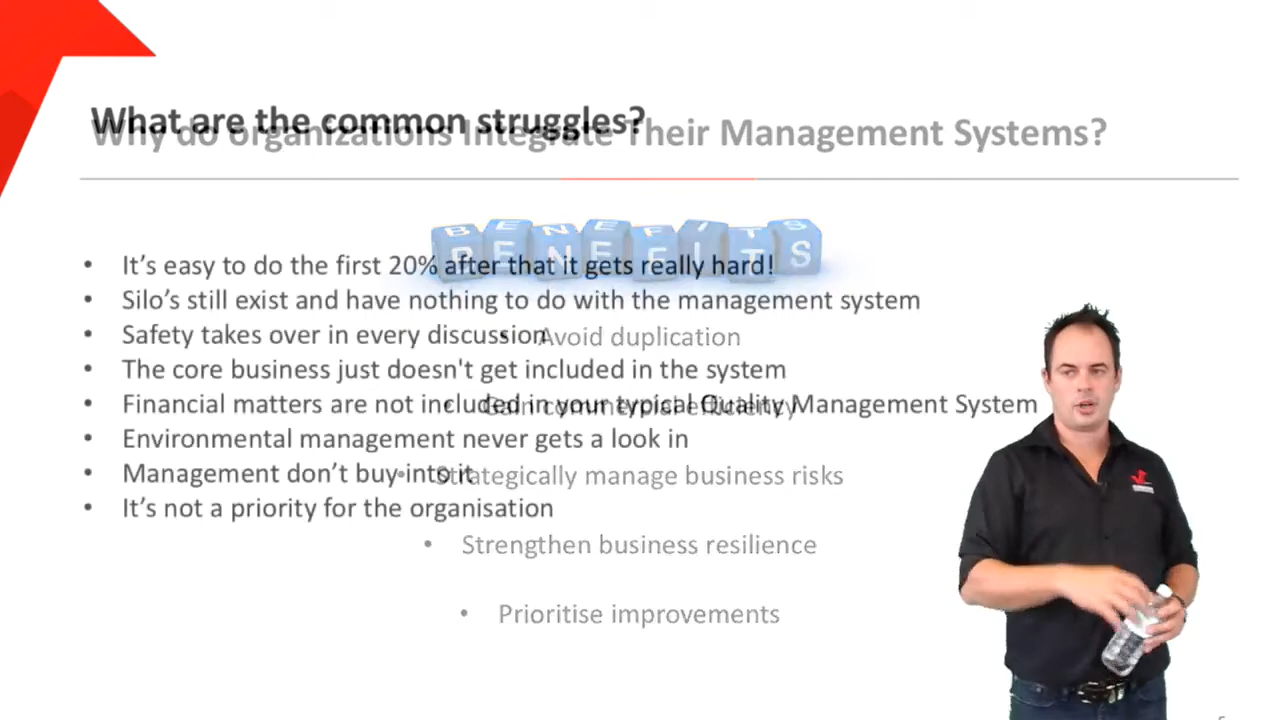 What are the common struggles?
Why do organizations Integrate Their Management Systems?
BENEFITS
• It's easy to do the first 20% after that it gets really hard!
• Silo's still exist and have nothing to do with the management system
• Safety takes over in every discussion
• Avoid duplication
• The core business just doesn't get included in the system
• Financial matters are not included in your typical Quality Management System
• Gain commercial efficiency
• Environmental management never gets a look in
• Management don't buy into it
• Strategically manage business risks
• It's not a priority for the organisation
• Strengthen business resilience
• Prioritise improvements